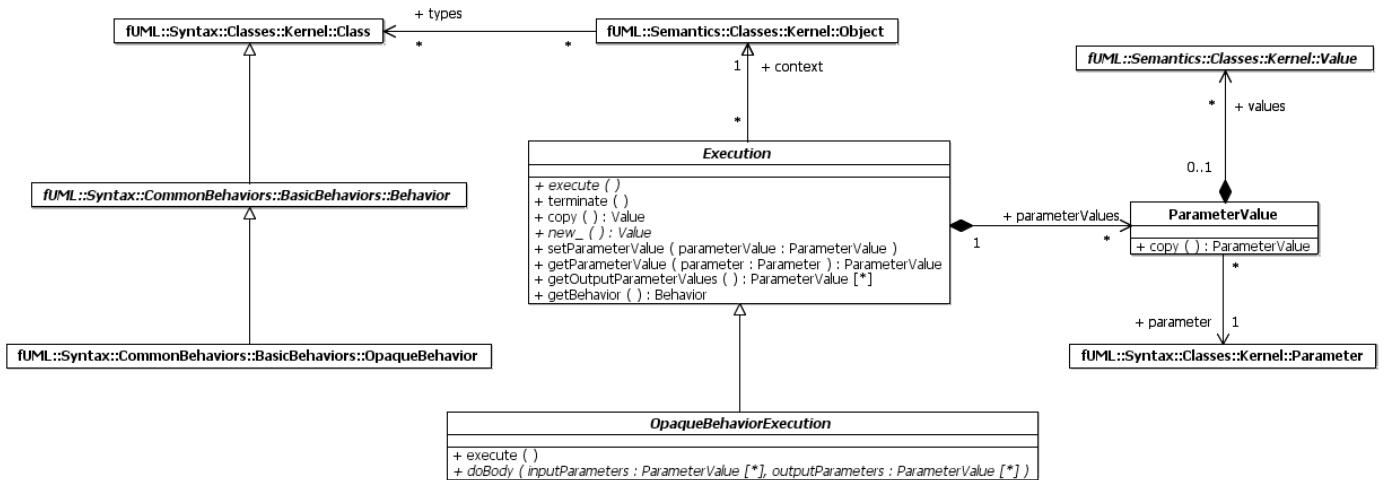 + types
fUML::Syntax::Classes::Kernel::Class
fUML::Semantics::Classes::Kernel::Object
* *
1 + context
fUML::Semantics::Classes::Kernel::Value
* + values
*
Execution
+ execute ( )
+ terminate ( )
+ copy ( ) : Value
+ new_ ( ) : Value
+ setParameterValue ( parameterValue : ParameterValue )
+ getParameterValue ( parameter : Parameter ) : ParameterValue
+ getOutputParameterValues ( ) : ParameterValue [*]
+ getBehavior ( ) : Behavior
fUML::Syntax::CommonBehaviors::BasicBehaviors::Behavior
0..1
+ parameterValues
1 *
ParameterValue
+ copy ( ) : ParameterValue
*
+ parameter 1
fUML::Syntax::CommonBehaviors::BasicBehaviors::OpaqueBehavior
fUML::Syntax::Classes::Kernel::Parameter
OpaqueBehaviorExecution
+ execute ( )
+ doBody ( inputParameters : ParameterValue [*], outputParameters : ParameterValue [*] )